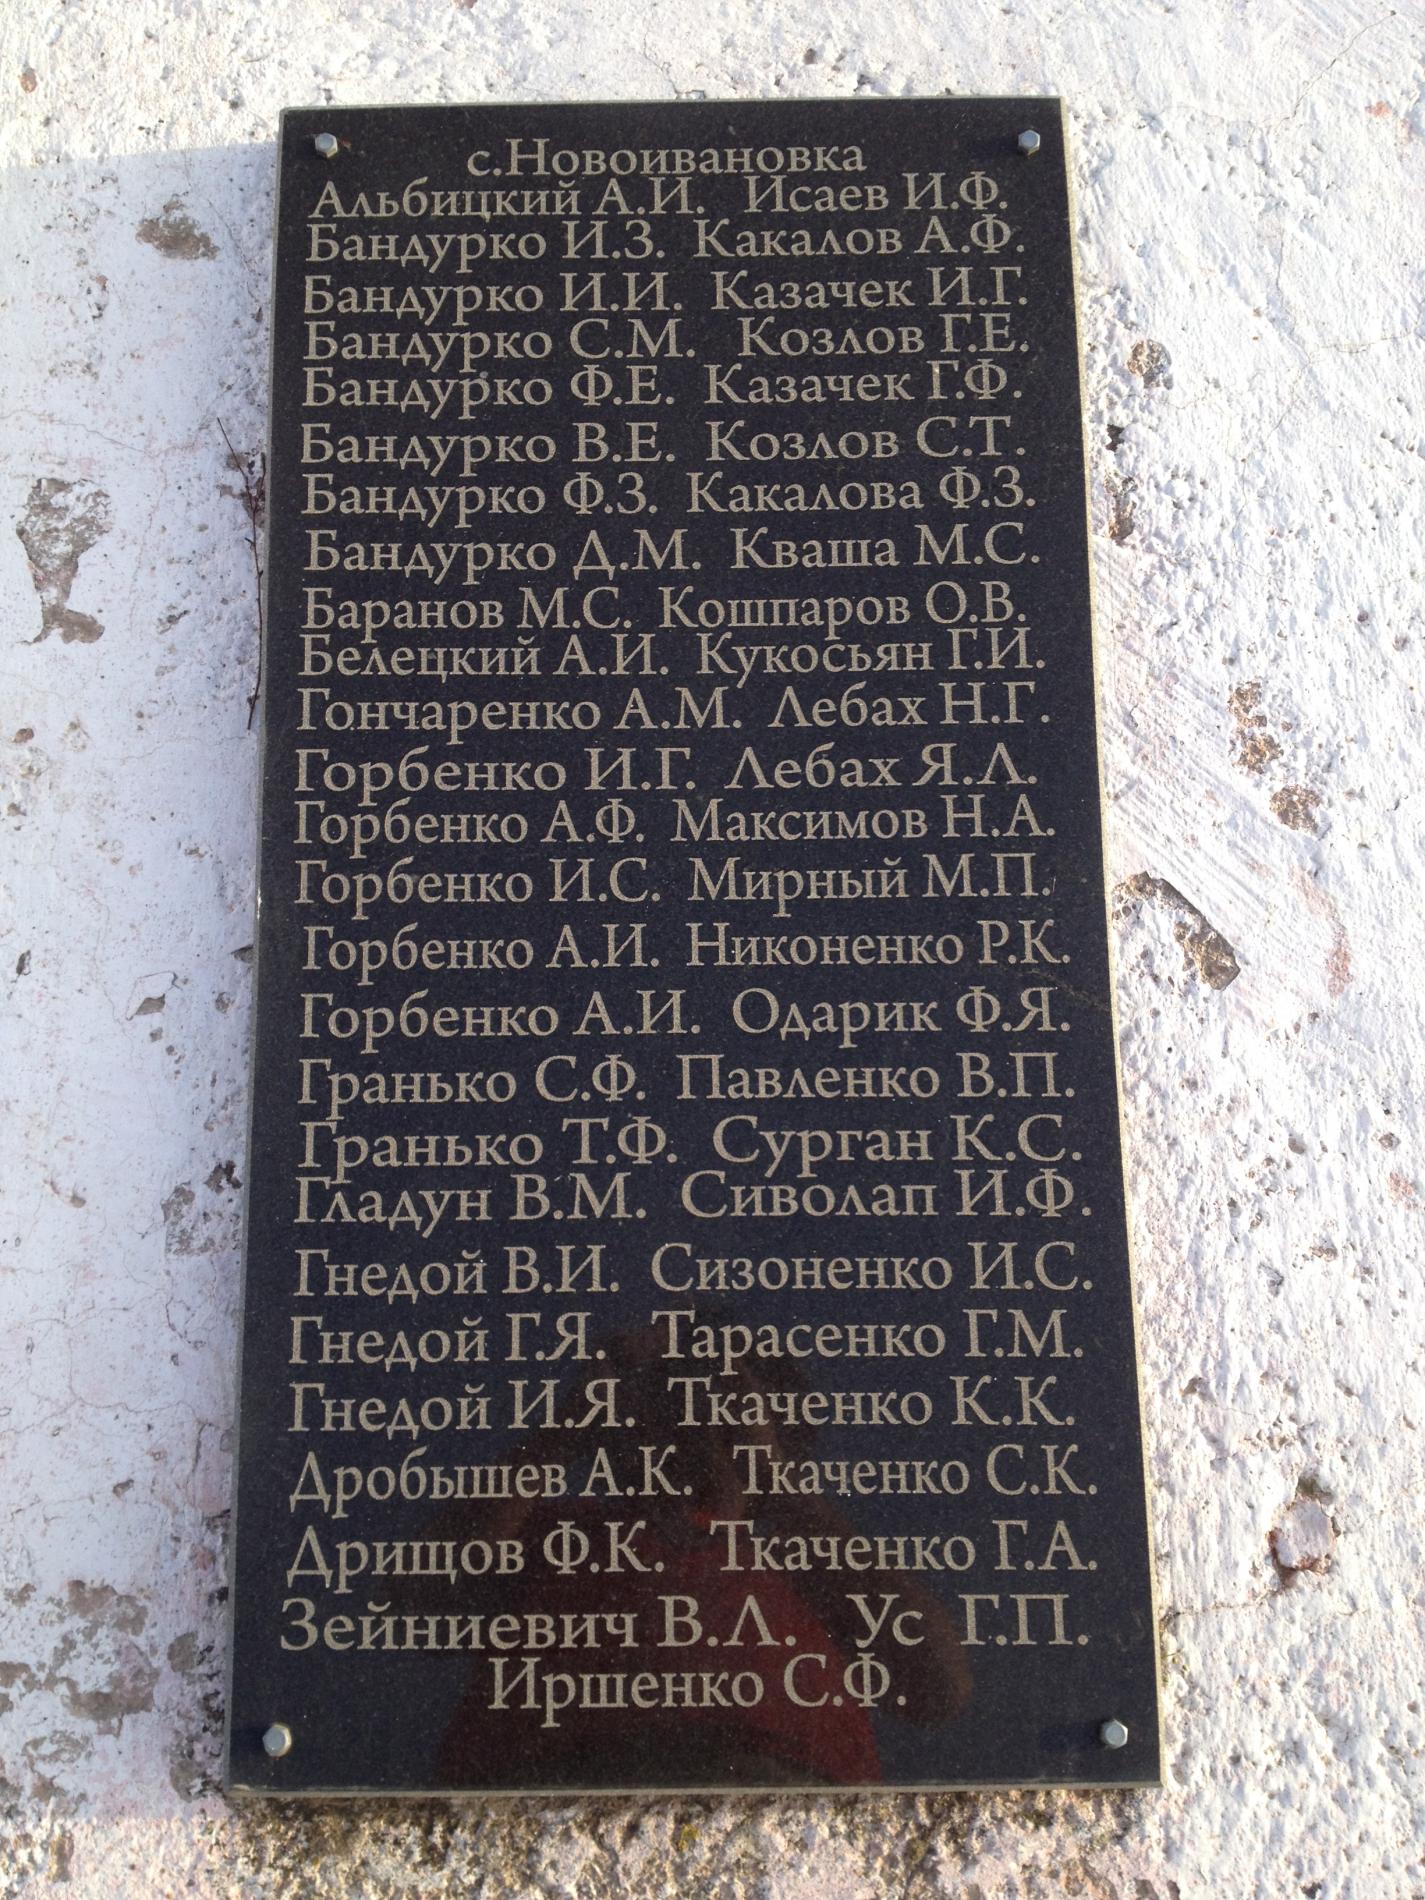 с.Новоивановка
Альбицкий А.И. Исаев И.Ф.
Бандурко И.З. Какалов А.Ф.
Бандурко И.И. Казачек И.Г.
Бандурко С.М. Козлов Г.Е.
Бандурко Ф.Е. Казачек Г.Ф.
Бандурко В.Е. Козлов С.Т.
Бандурко Ф.З. Какалова Ф.З.
Бандурко Д.М. Кваша М.С.
Баранов М.С. Кошпаров О.В.
Белецкий А.И. Кукосьян Г.И.
Гончаренко А.М. Лебах Н.Г.
Горбенко И.Г. Лебах Я.Л.
Горбенко А.Ф. Максимов Н.А.
Горбенко И.С. Мирный М.П.
Горбенко А.И. Никоненко Р.К.
Горбенко А.И. Одарик Ф.Я.
Гранько С.Ф. Павленко В.П.
Гранько Т.Ф. Сурган К.С.
Гладун В.М. Сиволап И.Ф.
Гнедой В.И. Сизоненко И.С.
Гнедой Г.Я. Тарасенко Г.М.
Гнедой И.Я. Ткаченко К.К.
Дробышев А.К. Ткаченко С.К.
Дрищов Ф.К. Ткаченко Г.А.
Зейниевич В.Л. Ус Г.П.
Иршенко С.Ф.